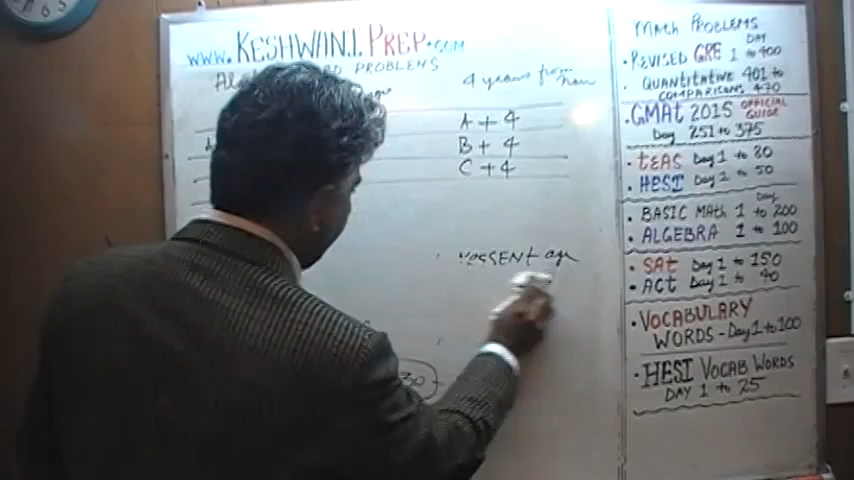 www.KESHWANI PREP.COM
PROBLEMS
4 years from now
A + 4
B + 4
C + 4
MATH PROBLEMS
DAY
• REVISED GRE 1 to 400
• QUANTITATIVE 401 to
COMPARISONS 470
• GMAT 2015 OFFICIAL GUIDE
Day 251 to 375
• TEAS Day 1 to 80
• HESI Day 1 to 50
Day
• BASIC MATH 1 to 200
• ALGEBRA 1 to 100
• SAT Day 1 to 150
• ACT Day 1 to 40
• VOCABULARY
WORDS - Day 1 to 100
• HESI VOCAB WORDS
DAY 1 to 25